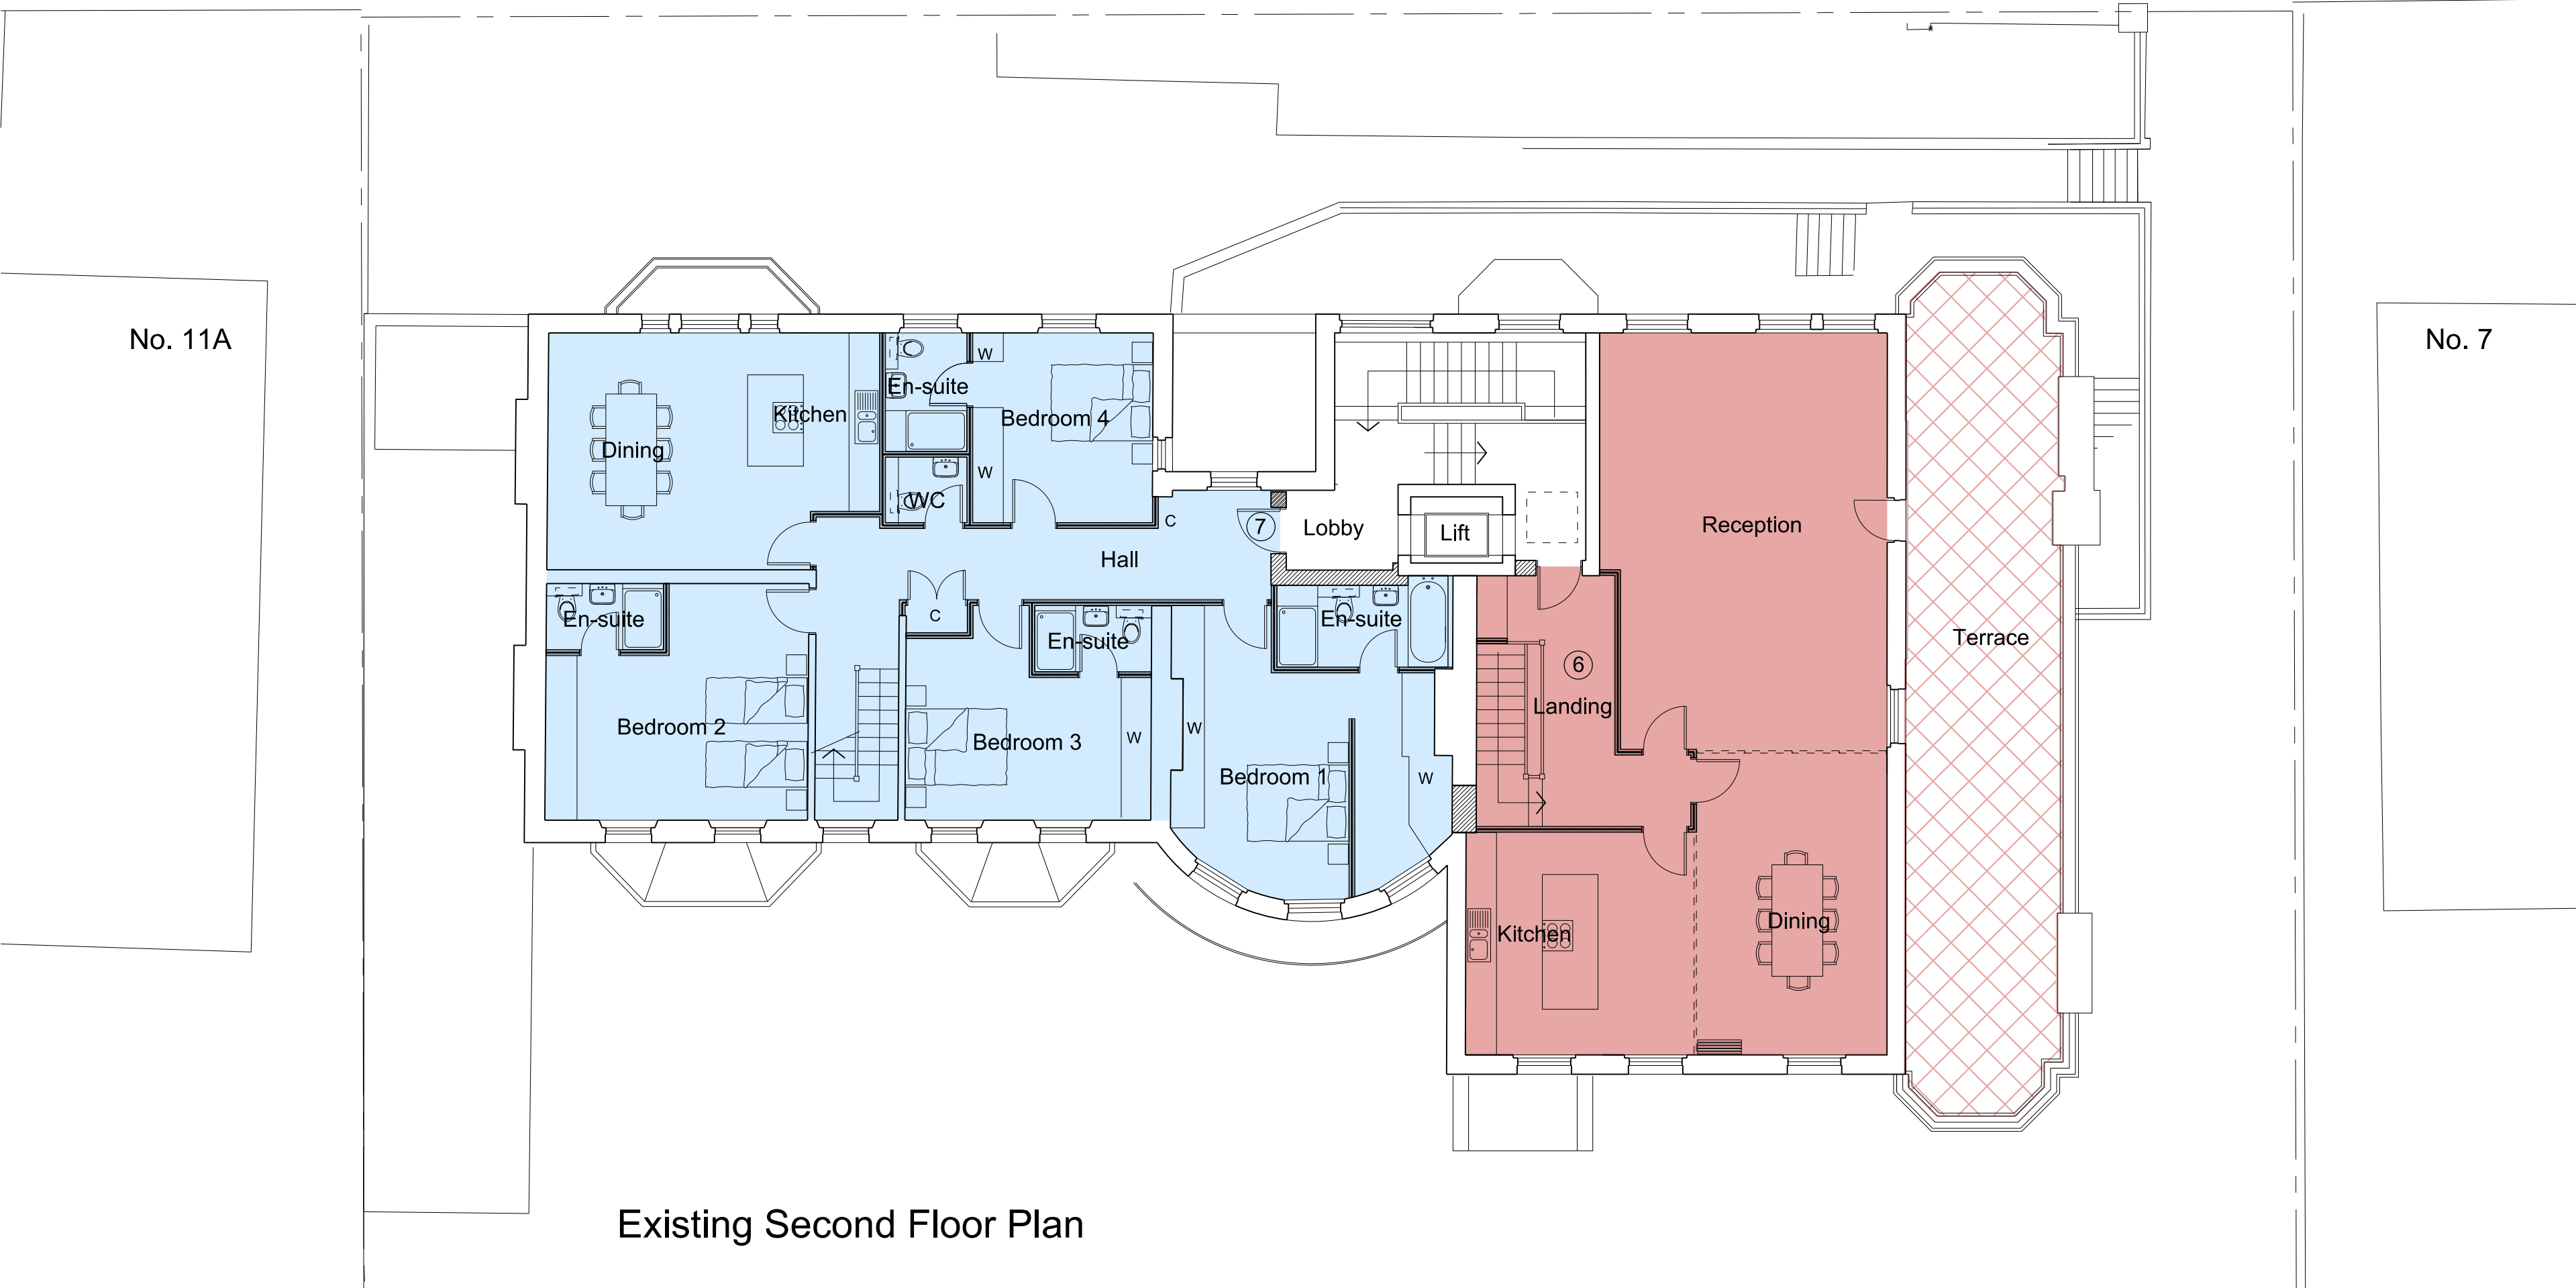 No. 11A
No. 7
W
En-suite
Kitchen
Bedroom 4
Dining
W
WC
C
7
Lobby
Lift
Reception
Hall
En-suite
C
En-suite
En-suite
Terrace
6
Landing
Bedroom 2
W
Bedroom 3
W
Bedroom 1
W
Kitchen
Dining
Existing Second Floor Plan